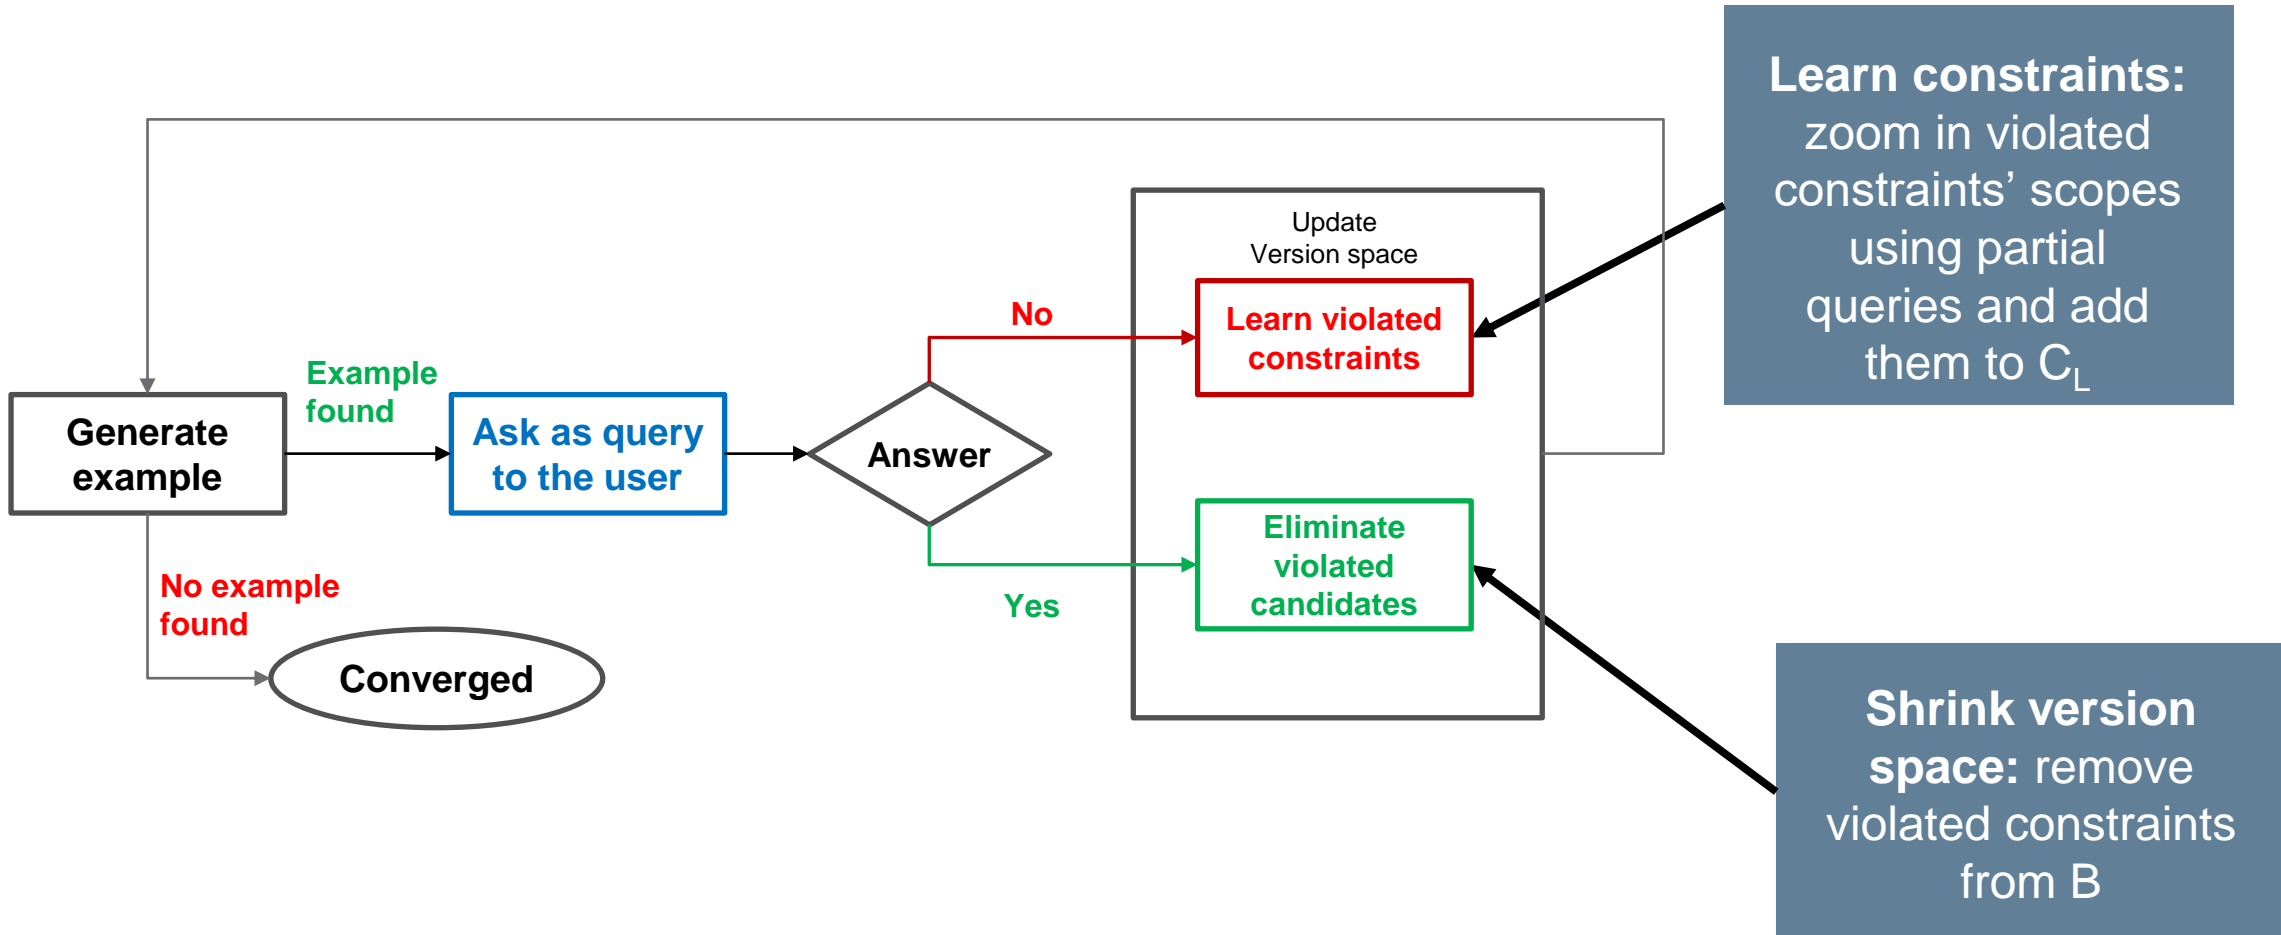 Learn constraints:
zoom in violated
constraints’ scopes
using partial
queries and add
them to C_L
Update
Version space
No
Learn violated
constraints
Example
found
Generate
example
Ask as query
to the user
Answer
Eliminate
violated
candidates
Yes
No example
found
Converged
Shrink version
space: remove
violated constraints
from B